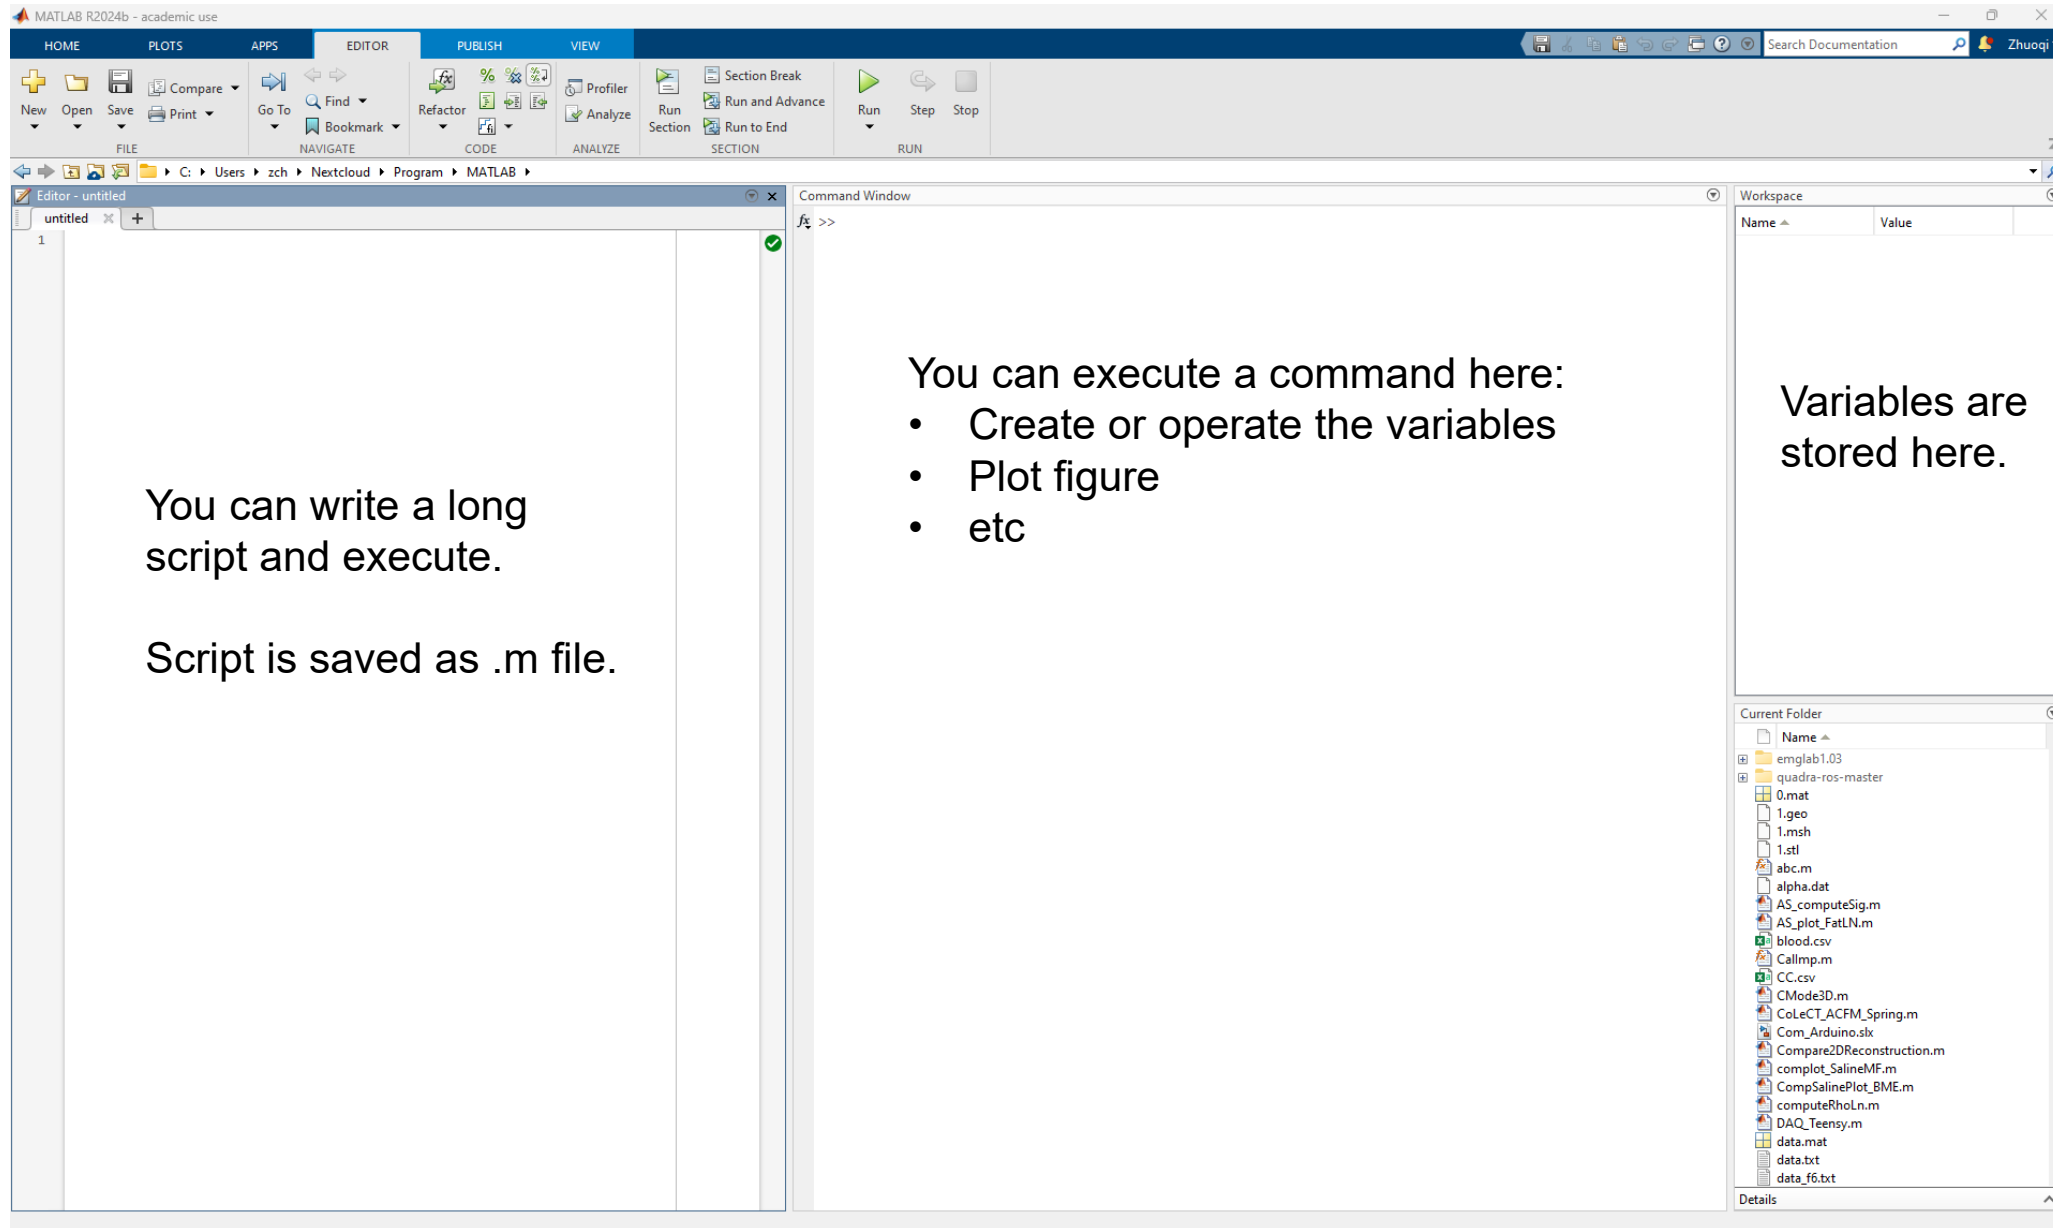 MATLAB R2024b - academic use
HOME PLOTS APPS EDITOR PUBLISH VIEW
Search Documentation
Zhuoqi
New Open Save Compare Print
FILE
Go To Find Bookmark
NAVIGATE
Refactor
CODE
Profiler Analyze
ANALYZE
Run Section
Section Break
Run and Advance
Run to End
SECTION
Run Step Stop
RUN
C: Users zch Nextcloud Program MATLAB
Editor - untitled
untitled
1
You can write a long
script and execute.
Script is saved as .m file.
Command Window
fx >>
You can execute a command here:
• Create or operate the variables
• Plot figure
• etc
Workspace
Name Value
Variables are
stored here.
Current Folder
Name
emglab1.03
quadra-ros-master
0.mat
1.geo
1.msh
1.stl
abc.m
alpha.dat
AS_computeSig.m
AS_plot_FatLN.m
blood.csv
CalImp.m
CC.csv
CMode3D.m
CoLeCT_ACFM_Spring.m
Com_Arduino.slx
Compare2DReconstruction.m
complot_SalineMF.m
CompSalinePlot_BME.m
computeRhoLn.m
DAQ_Teensy.m
data.mat
data.txt
data_f6.txt
Details